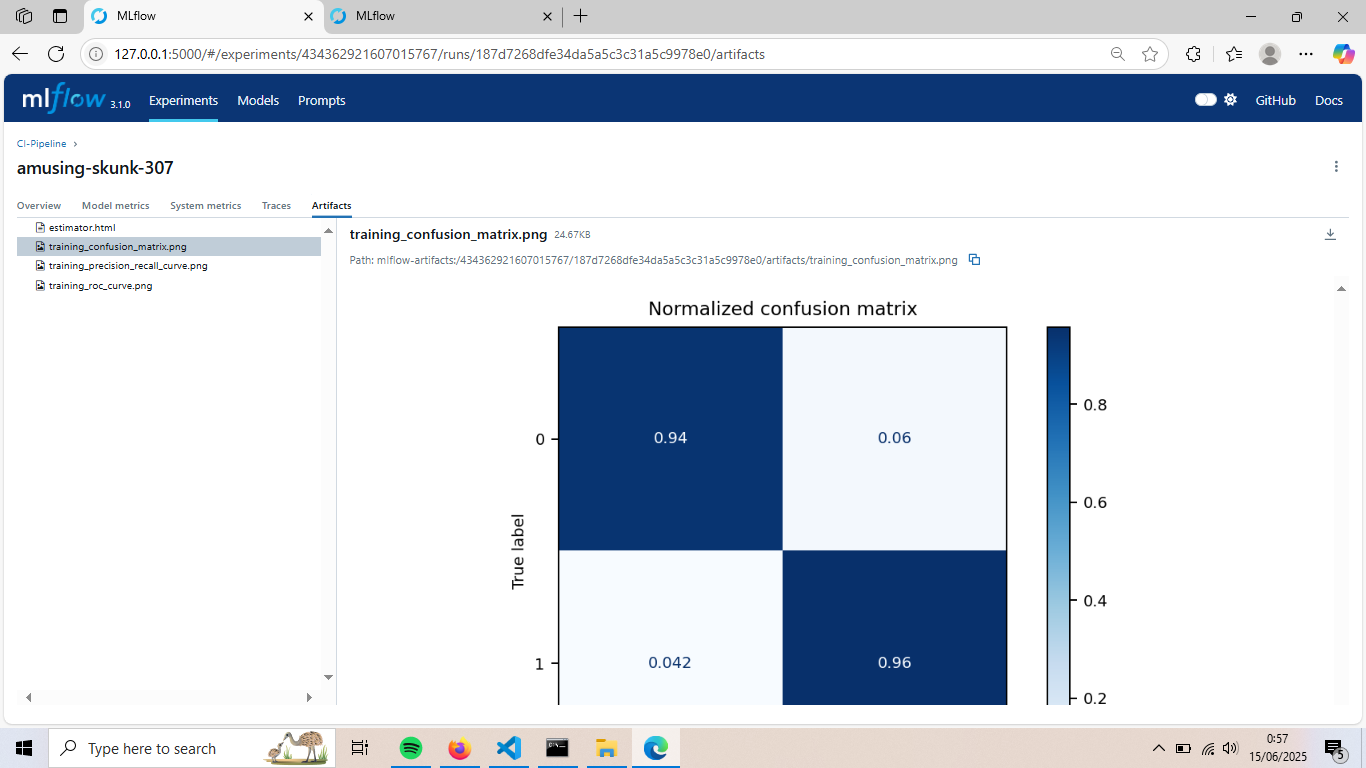 MLflow
MLflow
127.0.0.1:5000/#/experiments/434362921607015767/runs/187d7268dfe34da5a5c3c31a5c9978e0/artifacts
mlflow 3.1.0 Experiments Models Prompts GitHub Docs
CI-Pipeline
amusing-skunk-307
Overview Model metrics System metrics Traces Artifacts
estimator.html
training_confusion_matrix.png
training_precision_recall_curve.png
training_roc_curve.png
training_confusion_matrix.png 24.67KB
Path: mlflow-artifacts:/434362921607015767/187d7268dfe34da5a5c3c31a5c9978e0/artifacts/training_confusion_matrix.png
Normalized confusion matrix
True label
0
0.94 0.06
1
0.042 0.96
0.8
0.6
0.4
0.2
Type here to search
0:57
15/06/2025
5